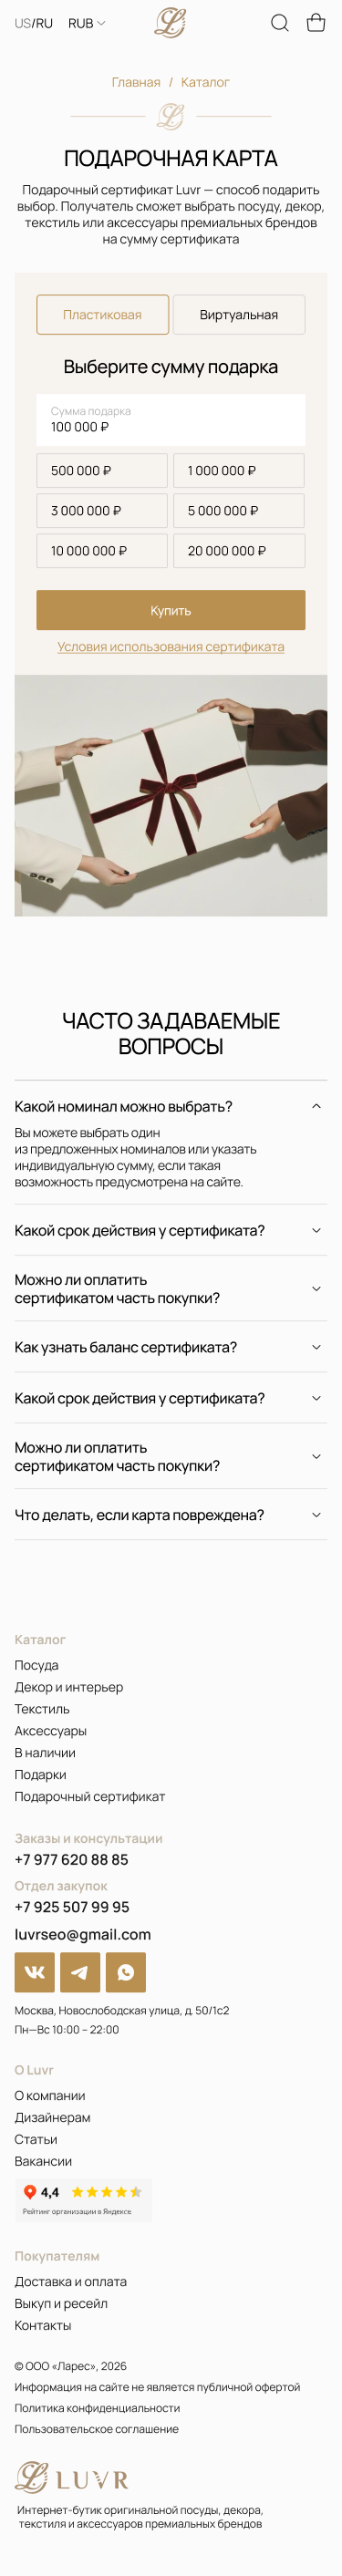 US/RU RUB
Главная / Каталог
ПОДАРОЧНАЯ КАРТА
Подарочный сертификат Luvr — способ подарить
выбор. Получатель сможет выбрать посуду, декор,
текстиль или аксессуары премиальных брендов
на сумму сертификата
Пластиковая
Виртуальная
Выберите сумму подарка
Сумма подарка
100 000 ₽
500 000 ₽
1 000 000 ₽
3 000 000 ₽
5 000 000 ₽
10 000 000 ₽
20 000 000 ₽
Купить
Условия использования сертификата
ЧАСТО ЗАДАВАЕМЫЕ
ВОПРОСЫ
Какой номинал можно выбрать?
Вы можете выбрать один
из предложенных номиналов или указать
индивидуальную сумму, если такая
возможность предусмотрена на сайте.
Какой срок действия у сертификата?
Можно ли оплатить
сертификатом часть покупки?
Как узнать баланс сертификата?
Какой срок действия у сертификата?
Можно ли оплатить
сертификатом часть покупки?
Что делать, если карта повреждена?
Каталог
Посуда
Декор и интерьер
Текстиль
Аксессуары
В наличии
Подарки
Подарочный сертификат
Заказы и консультации
+7 977 620 88 85
Отдел закупок
+7 925 507 99 95
luvrseo@gmail.com
Москва, Новослободская улица, д. 50/1с2
Пн—Вс 10:00 – 22:00
О Luvr
О компании
Дизайнерам
Статьи
Вакансии
4,4
Рейтинг организации в Яндексе
Покупателям
Доставка и оплата
Выкуп и ресейл
Контакты
© ООО «Ларес», 2026
Информация на сайте не является публичной офертой
Политика конфиденциальности
Пользовательское соглашение
LUVR
Интернет-бутик оригинальной посуды, декора,
текстиля и аксессуаров премиальных брендов